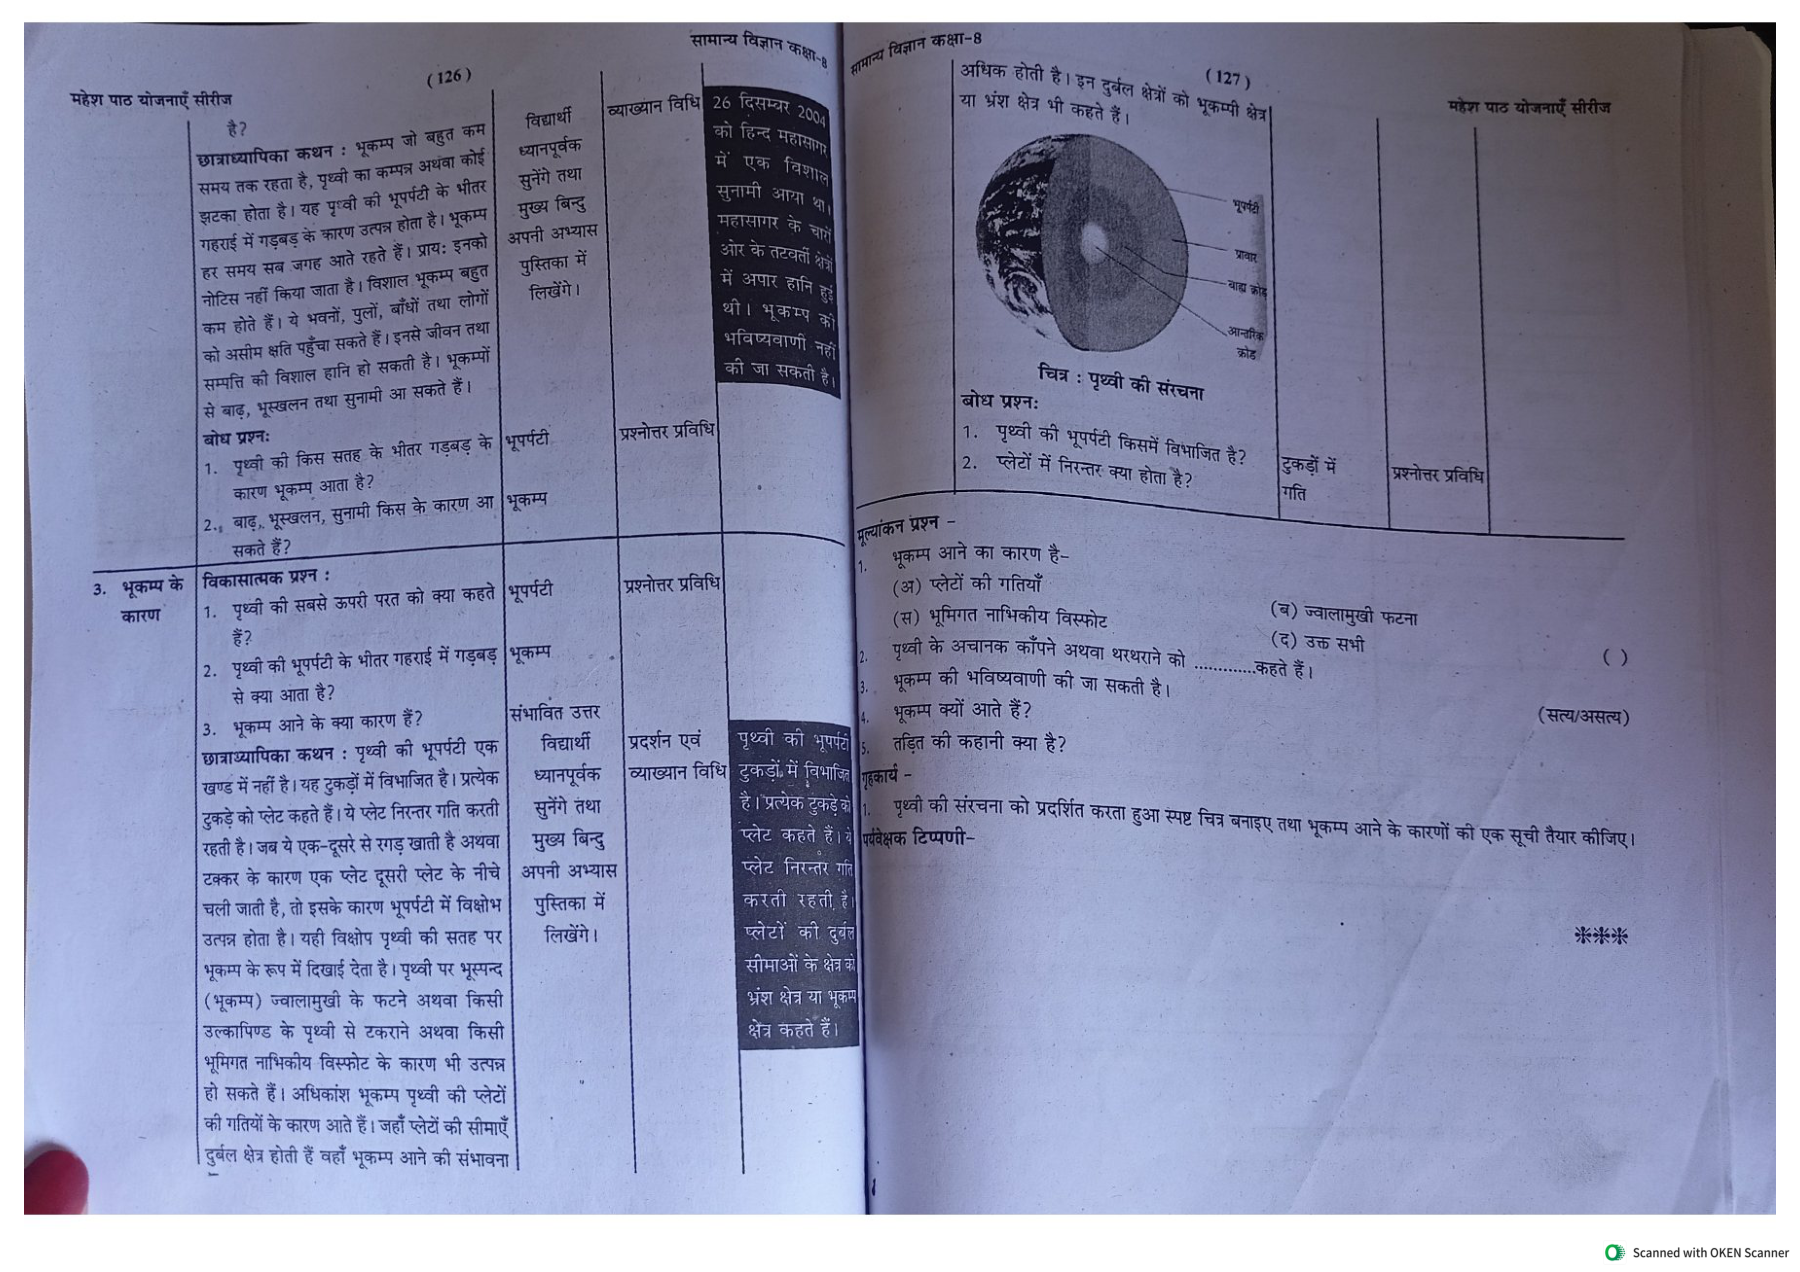 सामान्य विज्ञान कक्षा-8
(126)
महेश पाठ योजनाएँ सीरीज
है?
छात्राध्यापिका कथन : भूकम्प जो बहुत कम
समय तक रहता है, पृथ्वी का कम्पन्न अथवा कोई
झटका होता है। यह पृथ्वी की भूपर्पटी के भीतर
गहराई में गड़बड़ के कारण उत्पन्न होता है। भूकम्प
हर समय सब जगह आते रहते हैं। प्रायः इनको
नोटिस नहीं किया जाता है। विशाल भूकम्प बहुत
कम होते हैं। ये भवनों, पुलों, बाँधों तथा लोगों
को असीम क्षति पहुँचा सकते हैं। इनसे जीवन तथा
सम्पत्ति की विशाल हानि हो सकती है। भूकम्पों
से बाढ़, भूस्खलन तथा सुनामी आ सकते हैं।
बोध प्रश्न:
1. पृथ्वी की किस सतह के भीतर गड़बड़ के
कारण भूकम्प आता है?
2. बाढ़, भूस्खलन, सुनामी किस के कारण आ
सकते हैं?
विद्यार्थी
ध्यानपूर्वक
सुनेंगे तथा
मुख्य बिन्दु
अपनी अभ्यास
पुस्तिका में
लिखेंगे।
भूपर्पटी
भूकम्प
व्याख्यान विधि
प्रश्नोत्तर प्रविधि
26 दिसम्बर 2004
को हिन्द महासागर
में एक विशाल
सुनामी आया था।
महासागर के चारों
ओर के तटवर्ती क्षेत्रों
में अपार हानि हुई
थी। भूकम्प की
भविष्यवाणी नहीं
की जा सकती है।
3. भूकम्प के
कारण
विकासात्मक प्रश्न :
1. पृथ्वी की सबसे ऊपरी परत को क्या कहते
हैं?
2. पृथ्वी की भूपर्पटी के भीतर गहराई में गड़बड़
से क्या आता है?
3. भूकम्प आने के क्या कारण हैं?
छात्राध्यापिका कथन : पृथ्वी की भूपर्पटी एक
खण्ड में नहीं है। यह टुकड़ों में विभाजित है। प्रत्येक
टुकड़े को प्लेट कहते हैं। ये प्लेट निरन्तर गति करती
रहती है। जब ये एक-दूसरे से रगड़ खाती है अथवा
टक्कर के कारण एक प्लेट दूसरी प्लेट के नीचे
चली जाती है, तो इसके कारण भूपर्पटी में विक्षोभ
उत्पन्न होता है। यही विक्षोप पृथ्वी की सतह पर
भूकम्प के रूप में दिखाई देता है। पृथ्वी पर भूस्पन्द
(भूकम्प) ज्वालामुखी के फटने अथवा किसी
उल्कापिण्ड के पृथ्वी से टकराने अथवा किसी
भूमिगत नाभिकीय विस्फोट के कारण भी उत्पन्न
हो सकते हैं। अधिकांश भूकम्प पृथ्वी की प्लेटों
की गतियों के कारण आते हैं। जहाँ प्लेटों की सीमाएँ
दुर्बल क्षेत्र होती हैं वहाँ भूकम्प आने की संभावना
भूपर्पटी
भूकम्प
संभावित उत्तर
विद्यार्थी
ध्यानपूर्वक
सुनेंगे तथा
मुख्य बिन्दु
अपनी अभ्यास
पुस्तिका में
लिखेंगे।
प्रश्नोत्तर प्रविधि
प्रदर्शन एवं
व्याख्यान विधि
पृथ्वी की भूपर्पटी
टुकड़ों में विभाजित
है। प्रत्येक टुकड़े को
प्लेट कहते हैं। ये
प्लेट निरन्तर गति
करती रहती है।
प्लेटों की दुर्बल
सीमाओं के क्षेत्र को
भ्रंश क्षेत्र या भूकम्प
क्षेत्र कहते हैं।
सामान्य विज्ञान कक्षा-8
(127)
महेश पाठ योजनाएँ सीरीज
अधिक होती है। इन दुर्बल क्षेत्रों को भूकम्पी क्षेत्र
या भ्रंश क्षेत्र भी कहते हैं।
भूपर्पटी
प्रावार
बाह्य क्रोड
आन्तरिक
क्रोड
चित्र : पृथ्वी की संरचना
बोध प्रश्न:
1. पृथ्वी की भूपर्पटी किसमें विभाजित है?
2. प्लेटों में निरन्तर क्या होता है?
टुकड़ों में
गति
प्रश्नोत्तर प्रविधि
मूल्यांकन प्रश्न -
1. भूकम्प आने का कारण है-
(अ) प्लेटों की गतियाँ
(ब) ज्वालामुखी फटना
(स) भूमिगत नाभिकीय विस्फोट
(द) उक्त सभी
( )
2. पृथ्वी के अचानक काँपने अथवा थरथराने को ............कहते हैं।
3. भूकम्प की भविष्यवाणी की जा सकती है।
(सत्य/असत्य)
4. भूकम्प क्यों आते हैं?
5. तड़ित की कहानी क्या है?
गृहकार्य -
1. पृथ्वी की संरचना को प्रदर्शित करता हुआ स्पष्ट चित्र बनाइए तथा भूकम्प आने के कारणों की एक सूची तैयार कीजिए।
पर्यवेक्षक टिप्पणी-
Scanned with OKEN Scanner